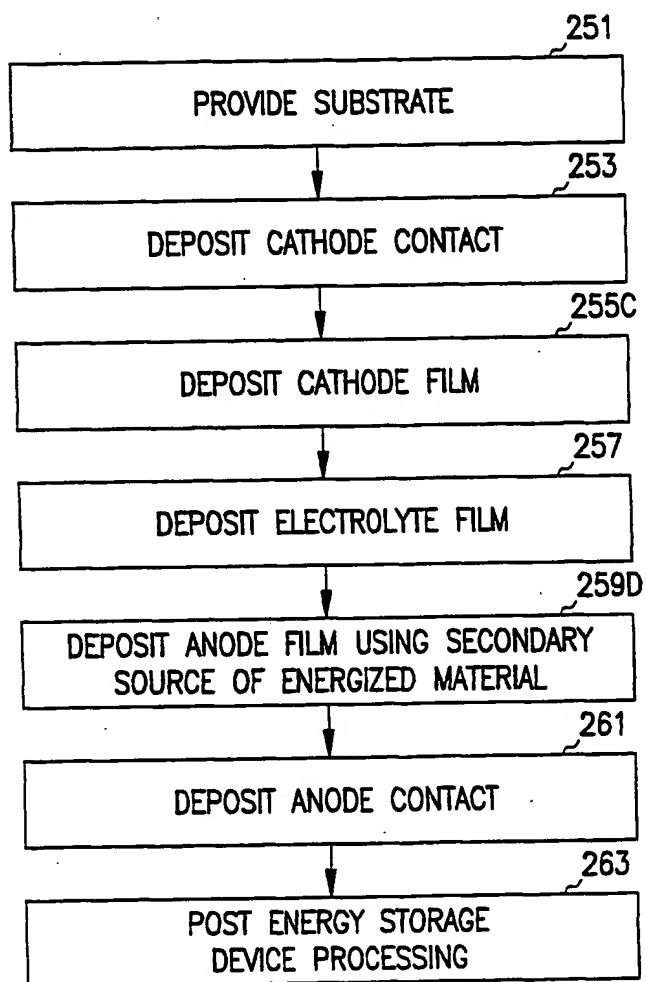 251
PROVIDE SUBSTRATE
253
DEPOSIT CATHODE CONTACT
255C
DEPOSIT CATHODE FILM
257
DEPOSIT ELECTROLYTE FILM
259D
DEPOSIT ANODE FILM USING SECONDARY
SOURCE OF ENERGIZED MATERIAL
261
DEPOSIT ANODE CONTACT
263
POST ENERGY STORAGE
DEVICE PROCESSING